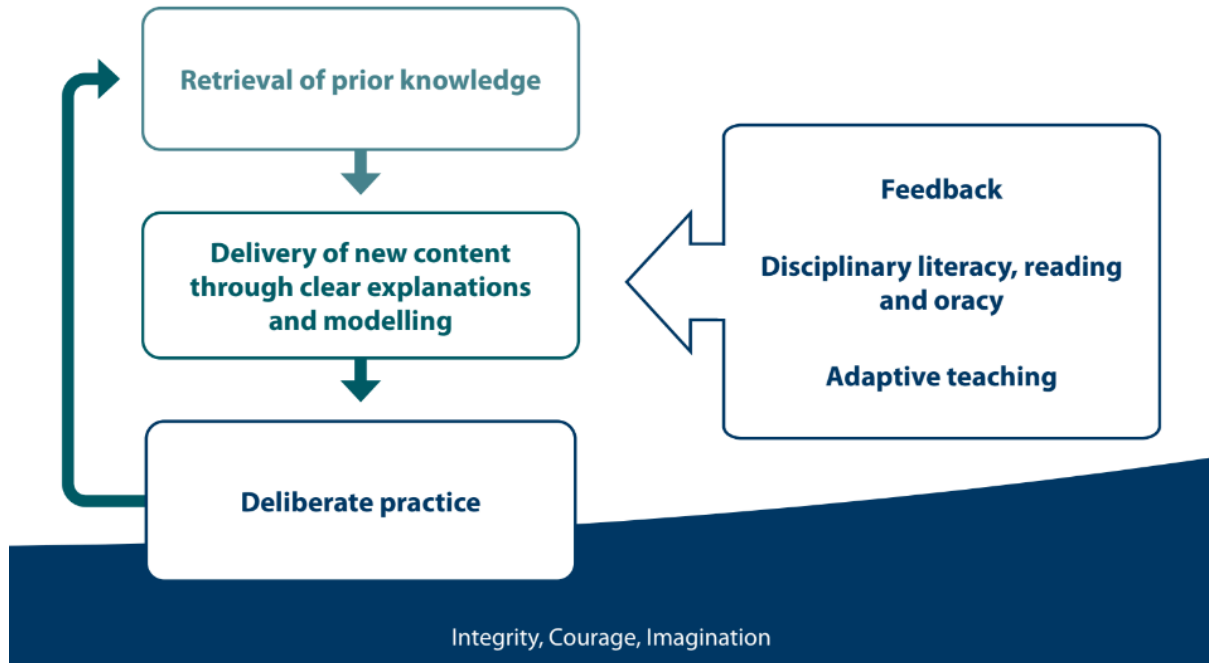 Retrieval of prior knowledge
Delivery of new content
through clear explanations
and modelling
Deliberate practice
Feedback
Disciplinary literacy, reading
and oracy
Adaptive teaching
Integrity, Courage, Imagination